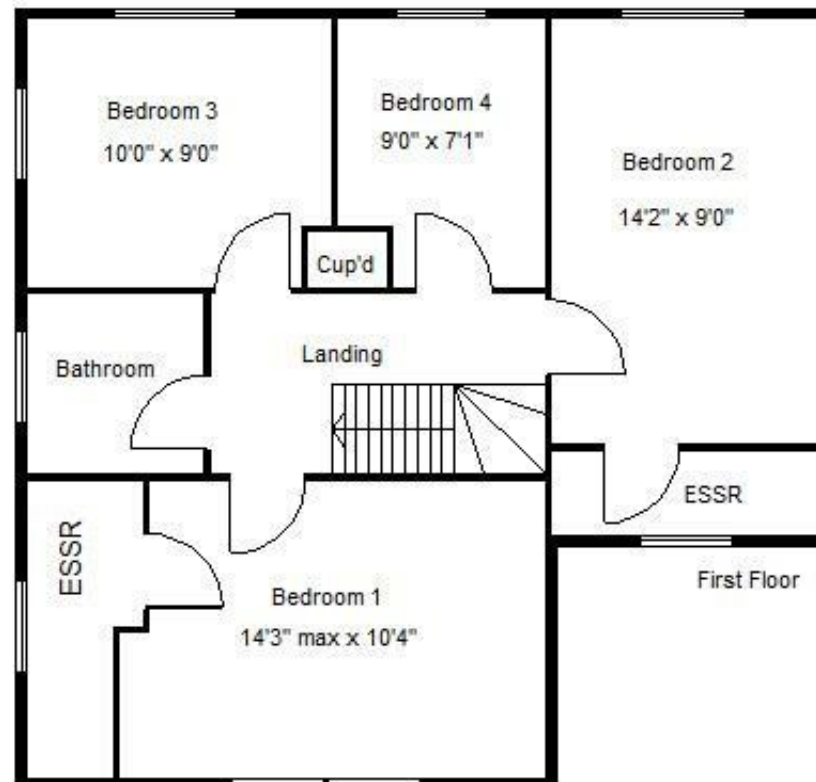 Bedroom 3
10'0" x 9'0"
Bedroom 4
9'0" x 7'1"
Bedroom 2
14'2" x 9'0"
Cup'd
Bathroom
Landing
ESSR
ESSR
Bedroom 1
14'3" max x 10'4"
First Floor